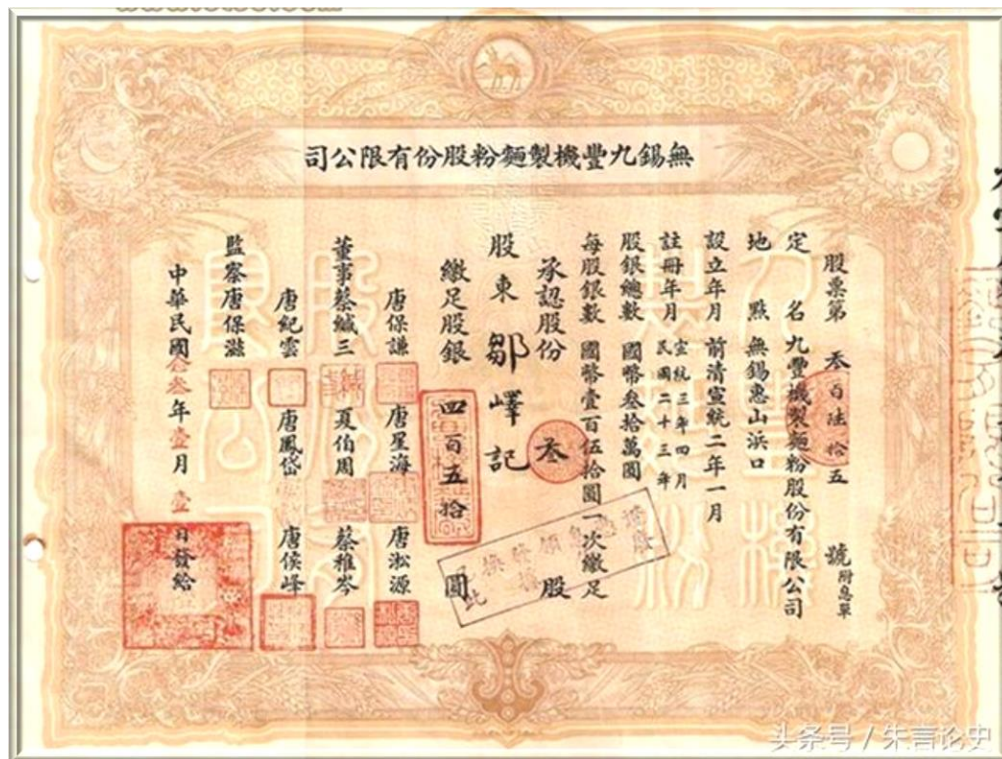 無錫九豐機製麵粉股份有限公司
股票第 叁百陸拾五 號 附息單
定名 九豐機製麵粉股份有限公司
地點 無錫惠山浜口
設立年月 前清宣統二年一月
註冊年月 宣統三年四月
民國二十三年
股銀總數 國幣叁拾萬圓
每股銀數 國幣壹百伍拾圓一次繳足
承認股份 叁 股
股東 鄒嶧記
繳足股銀 四百五拾 圓
唐保謙 唐星海 唐淞源
董事 蔡緘三 夏伯周 蔡稚岑
唐紀雲 唐鳳岱 唐侯峰
監察 唐保
中華民國 叁年壹月壹日發給
头条号 / 朱言论史